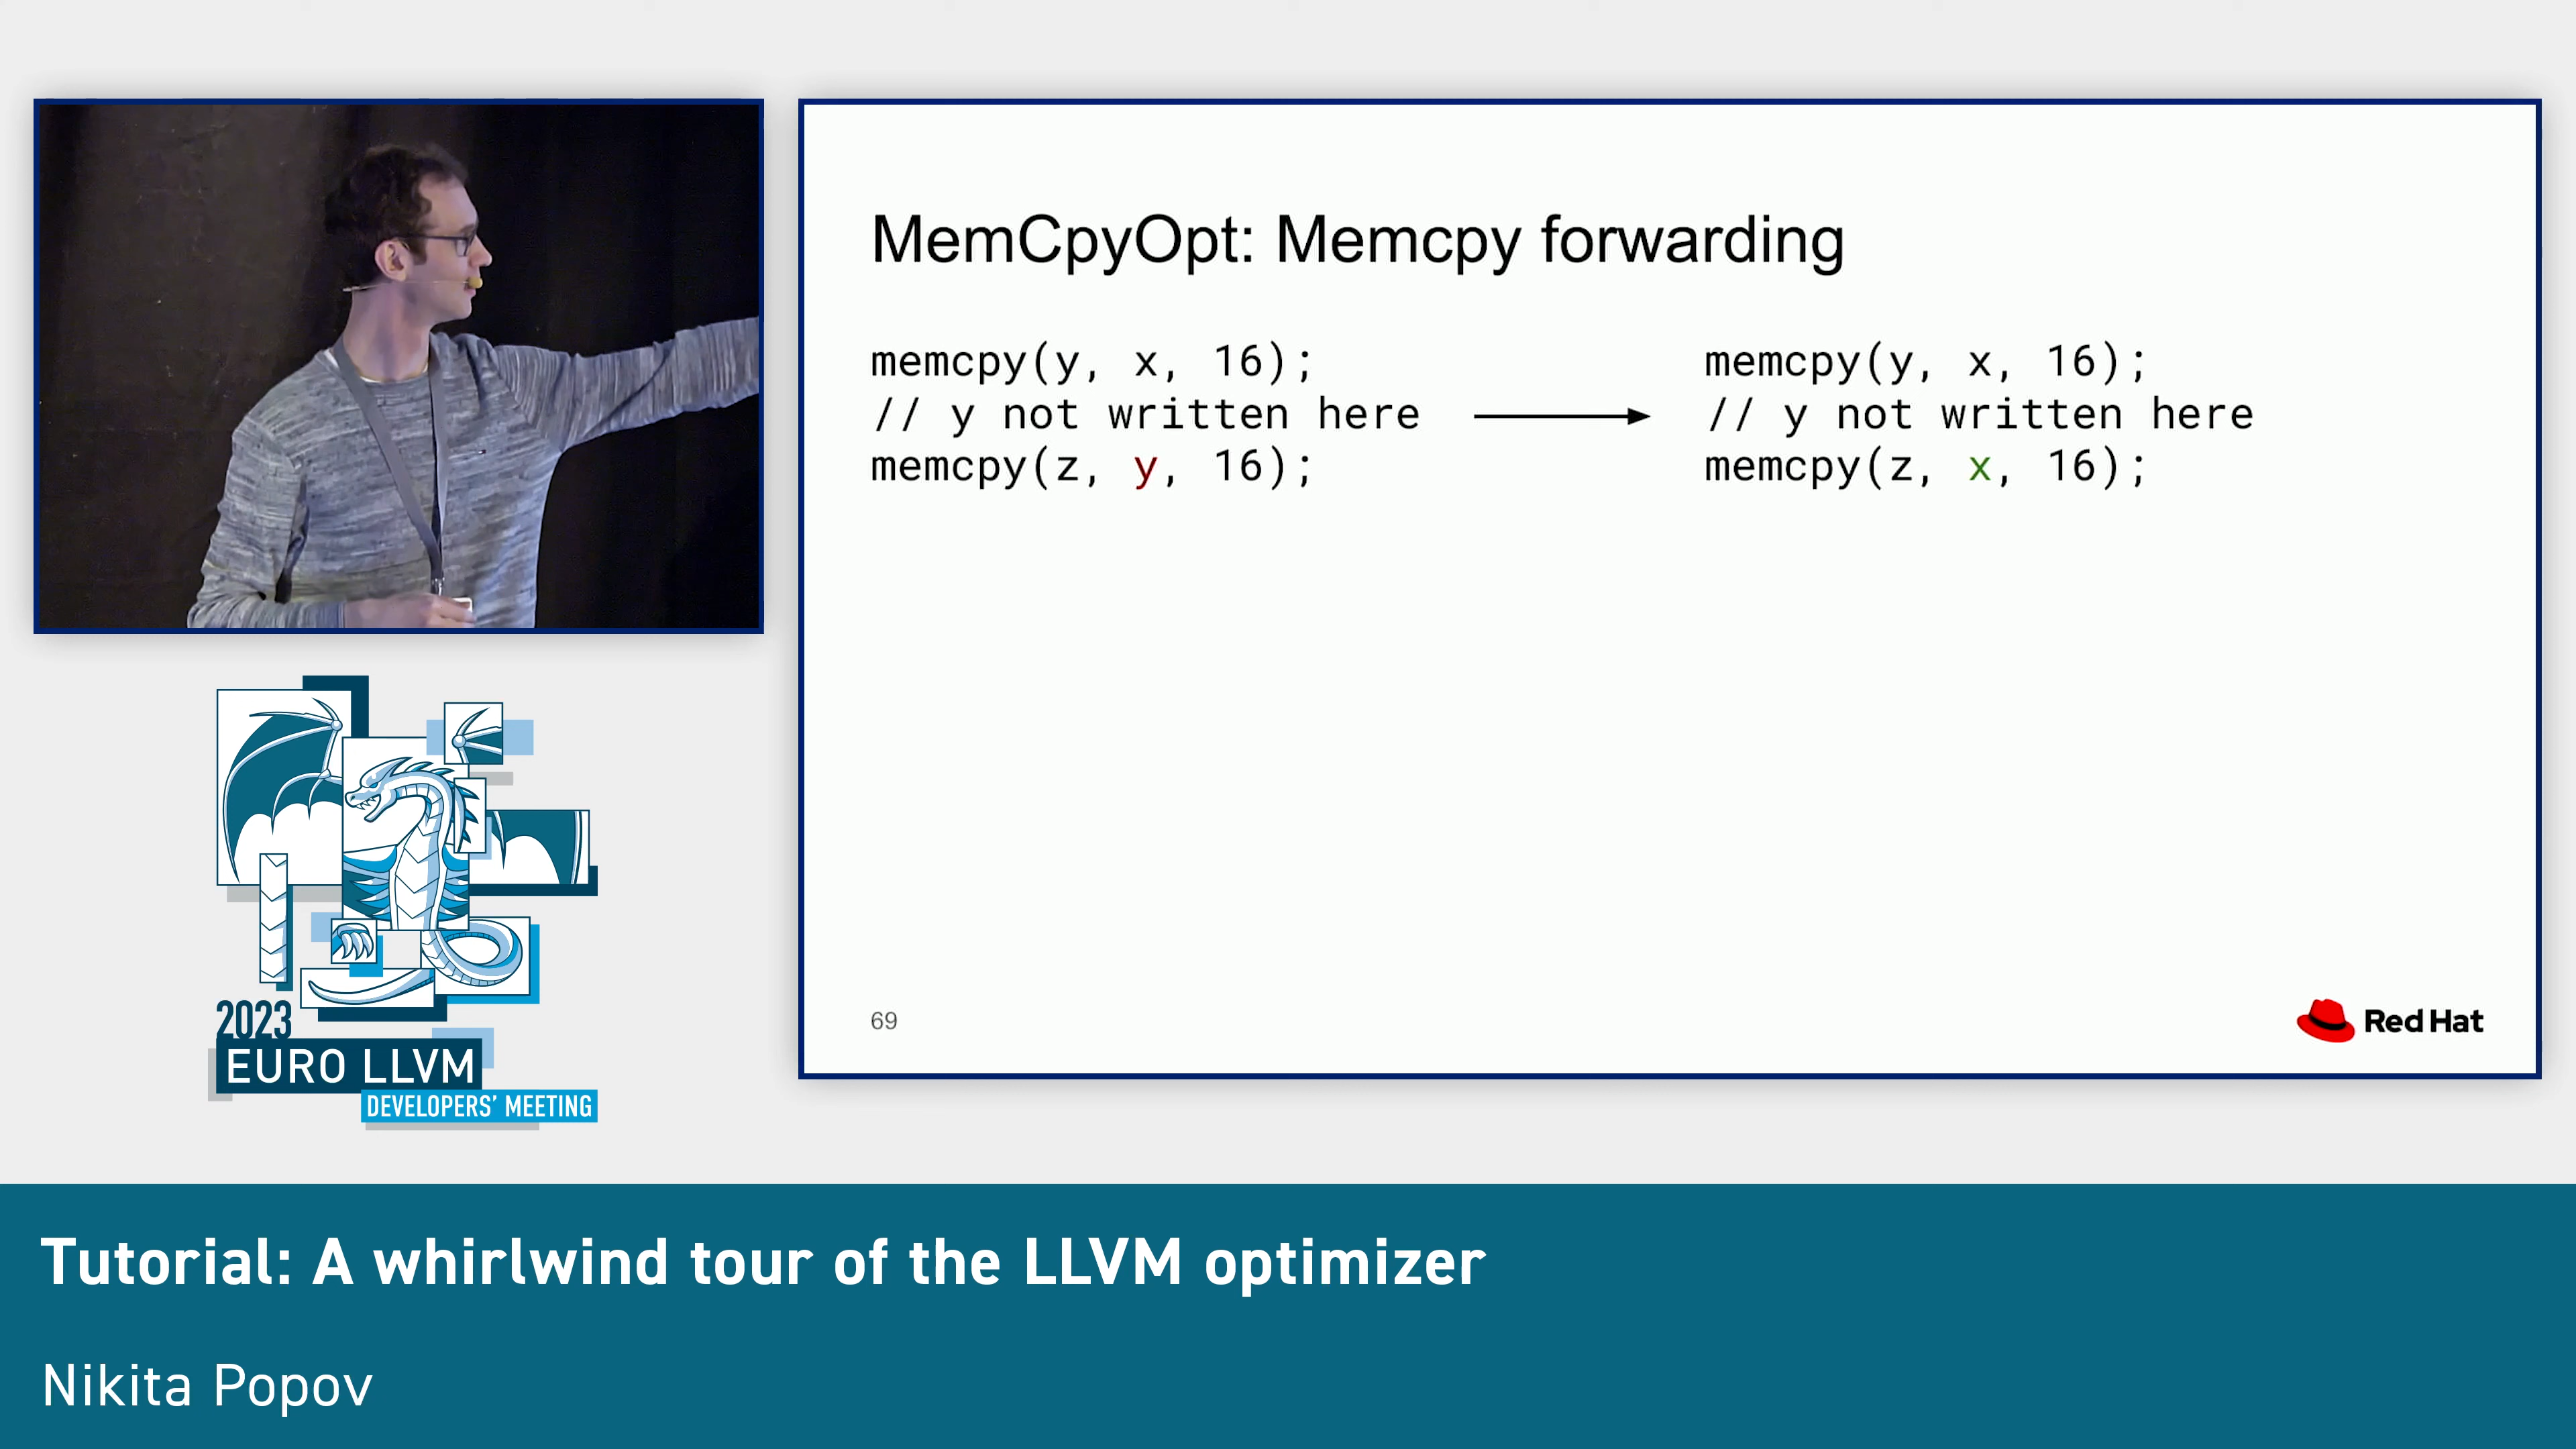 MemCpyOpt: Memcpy forwarding
memcpy(y, x, 16);
// y not written here
memcpy(z, y, 16);
memcpy(y, x, 16);
// y not written here
memcpy(z, x, 16);
69
Red Hat
2023
EURO LLVM
DEVELOPERS' MEETING
Tutorial: A whirlwind tour of the LLVM optimizer
Nikita Popov